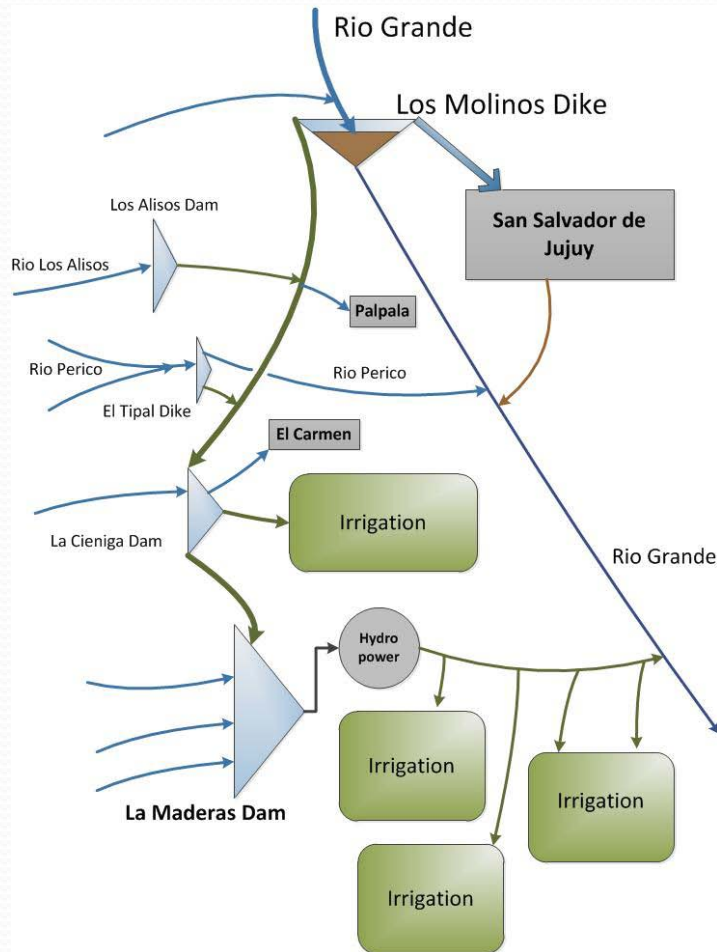 Rio Grande
Los Molinos Dike
Los Alisos Dam
San Salvador de
Jujuy
Rio Los Alisos
Palpala
Rio Perico
Rio Perico
El Tipal Dike
El Carmen
Irrigation
La Cieniga Dam
Rio Grande
Hydro
power
Irrigation
Irrigation
La Maderas Dam
Irrigation